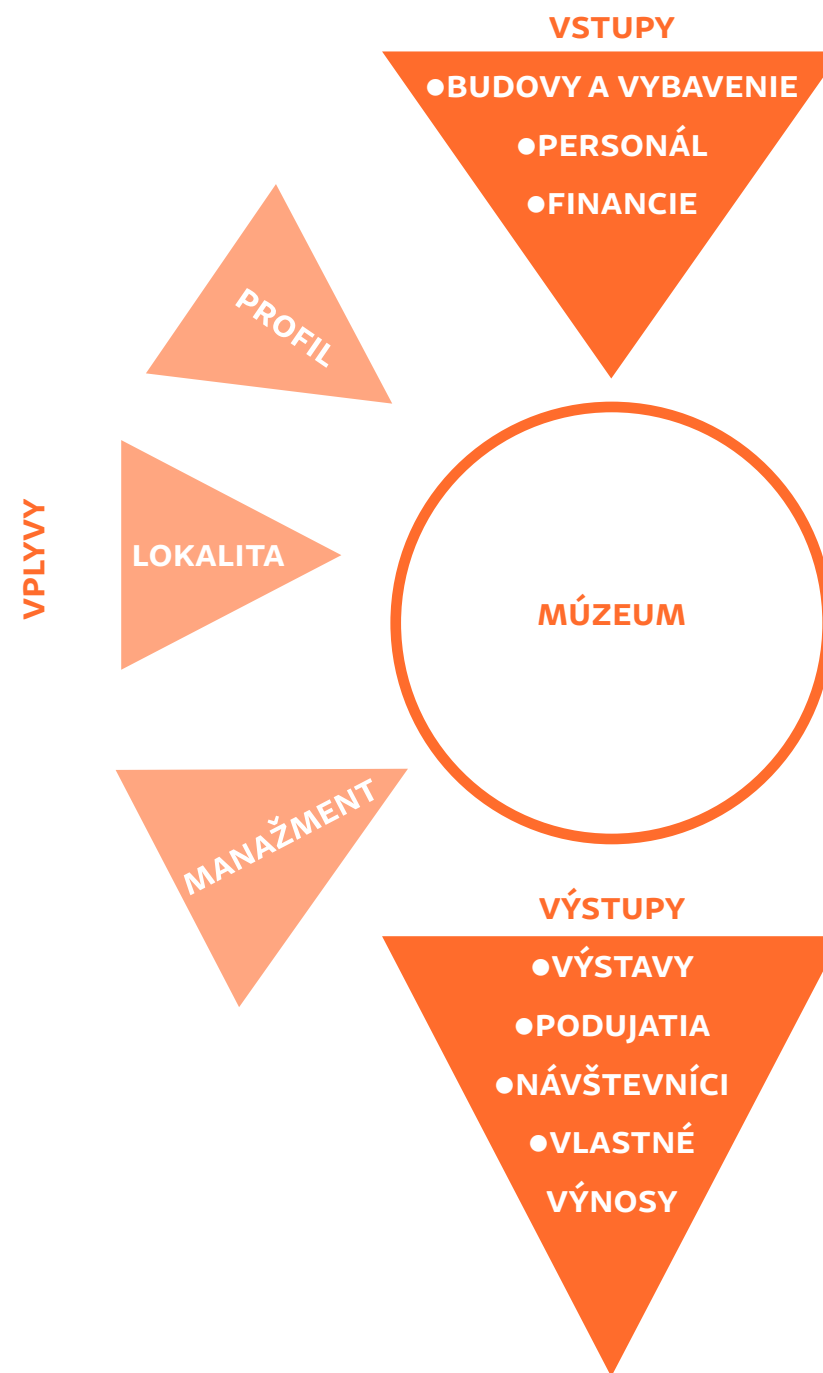 VSTUPY
●BUDOVY A VYBAVENIE
●PERSONÁL
●FINANCIE
PROFIL
VPLYVY
LOKALITA
MÚZEUM
MANAŽMENT
VÝSTUPY
●VÝSTAVY
●PODUJATIA
●NÁVŠTEVNÍCI
●VLASTNÉ
VÝNOSY